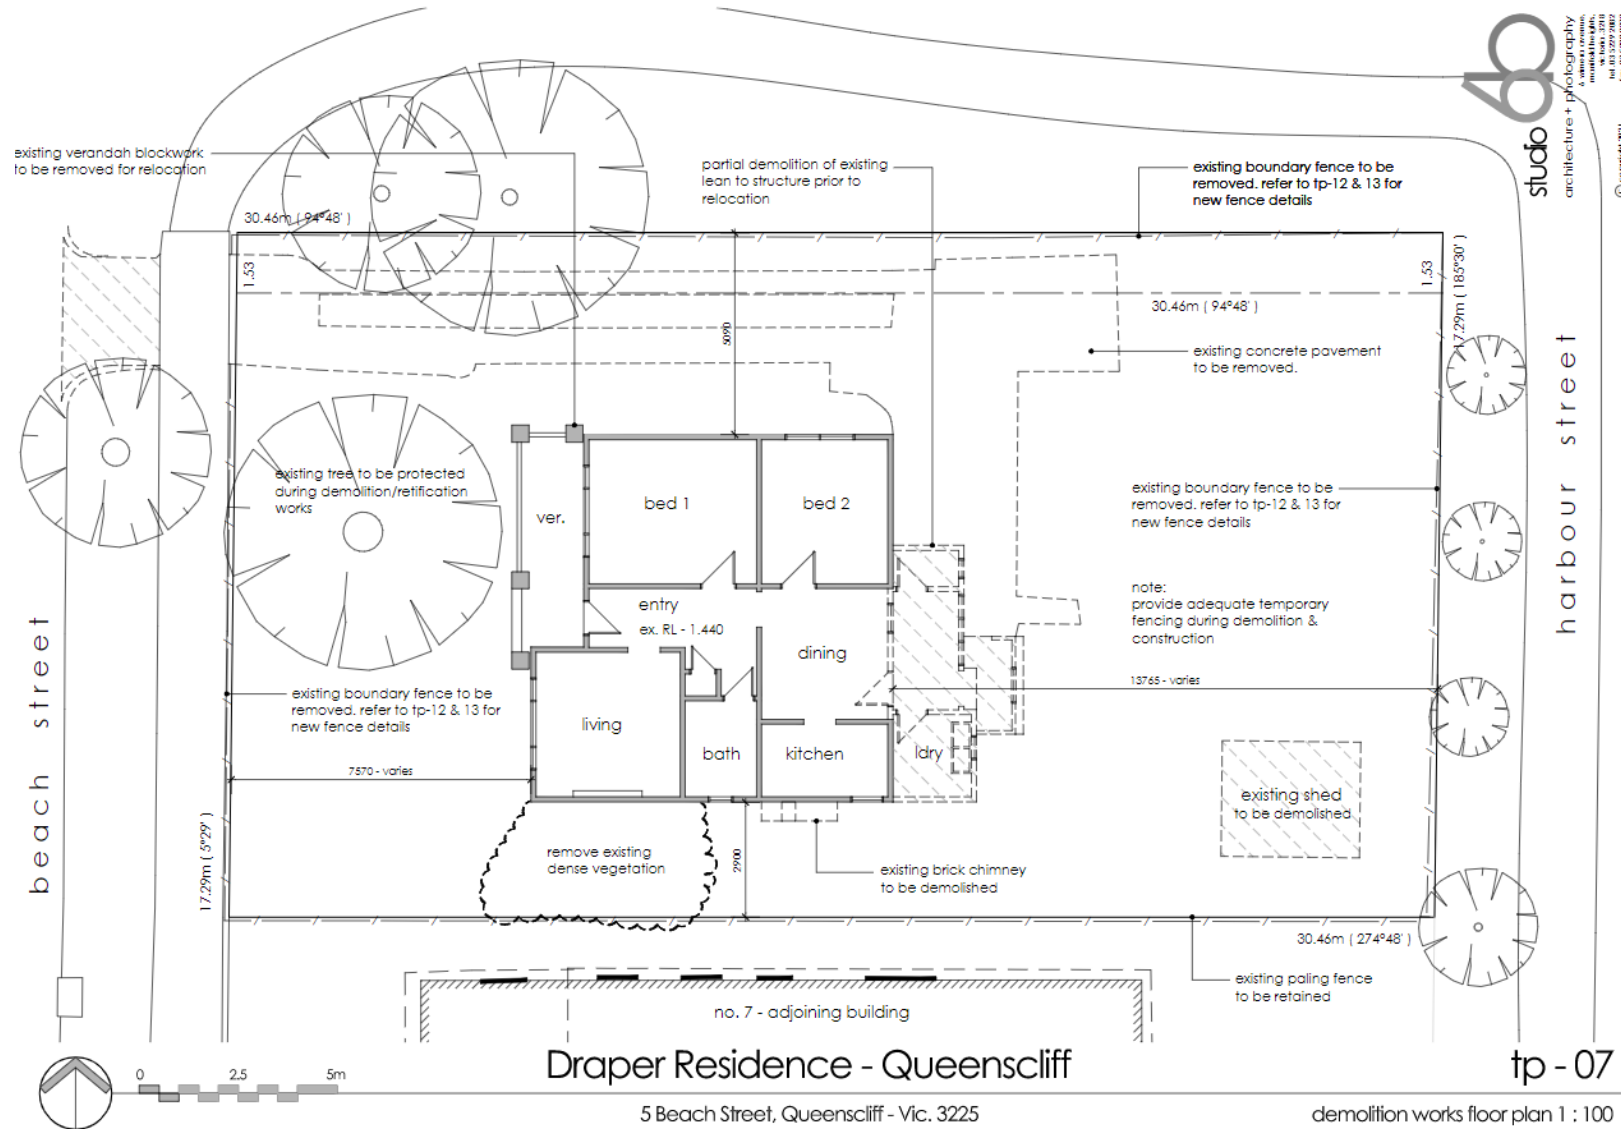 studio
architecture + photography
existing verandah blockwork
to be removed for relocation
partial demolition of existing
lean to structure prior to
relocation
existing boundary fence to be
removed. refer to tp-12 & 13 for
new fence details
30.46m ( 94°48' )
1.53
1.53
17.29m ( 185°30' )
30.46m ( 94°48' )
5090
existing concrete pavement
to be removed.
existing tree to be protected
during demolition/retification
works
bed 1
bed 2
ver.
existing boundary fence to be
removed. refer to tp-12 & 13 for
new fence details
note:
provide adequate temporary
fencing during demolition &
construction
entry
ex. RL - 1.440
dining
13765 - varies
existing boundary fence to be
removed. refer to tp-12 & 13 for
new fence details
living
bath
kitchen
ldry
7570 - varies
existing shed
to be demolished
17.29m ( 5°29' )
remove existing
dense vegetation
2900
existing brick chimney
to be demolished
30.46m ( 274°48' )
existing paling fence
to be retained
no. 7 - adjoining building
beach street
harbour street
0 2.5 5m
Draper Residence - Queenscliff
tp - 07
5 Beach Street, Queenscliff - Vic. 3225
demolition works floor plan 1 : 100